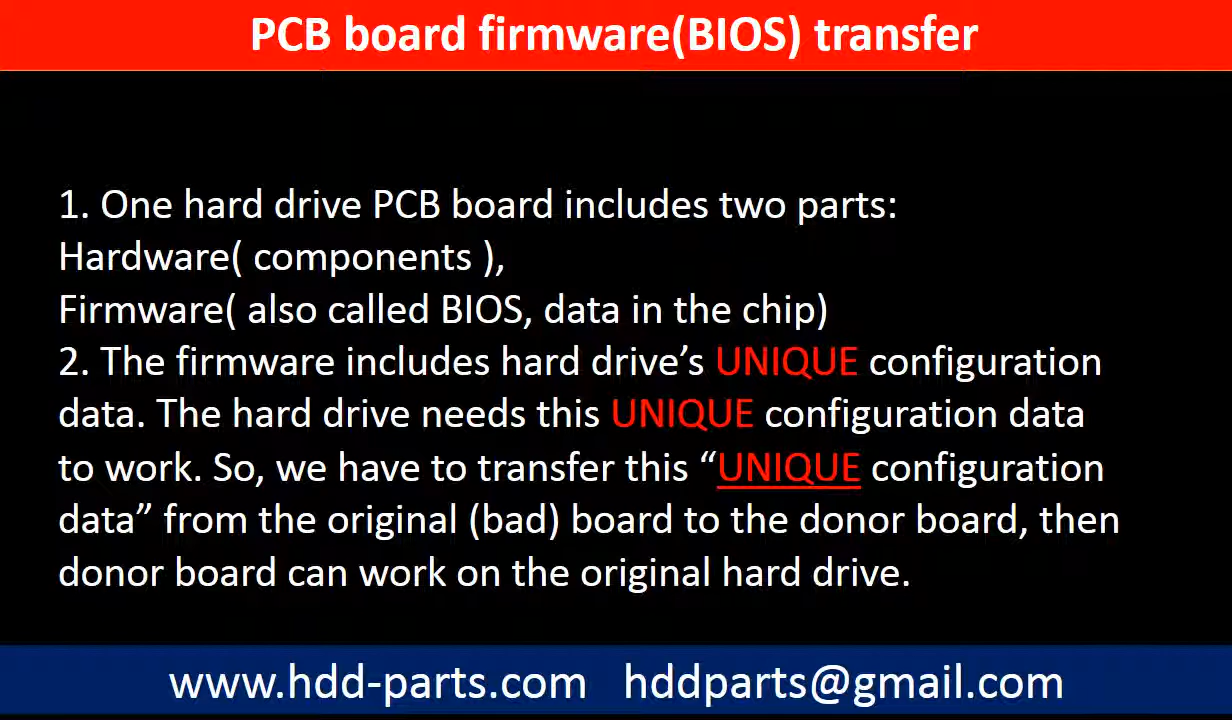 PCB board firmware(BIOS) transfer
1. One hard drive PCB board includes two parts:
Hardware( components ),
Firmware( also called BIOS, data in the chip)
2. The firmware includes hard drive’s UNIQUE configuration
data. The hard drive needs this UNIQUE configuration data
to work. So, we have to transfer this “UNIQUE configuration
data” from the original (bad) board to the donor board, then
donor board can work on the original hard drive.
www.hdd-parts.com hddparts@gmail.com